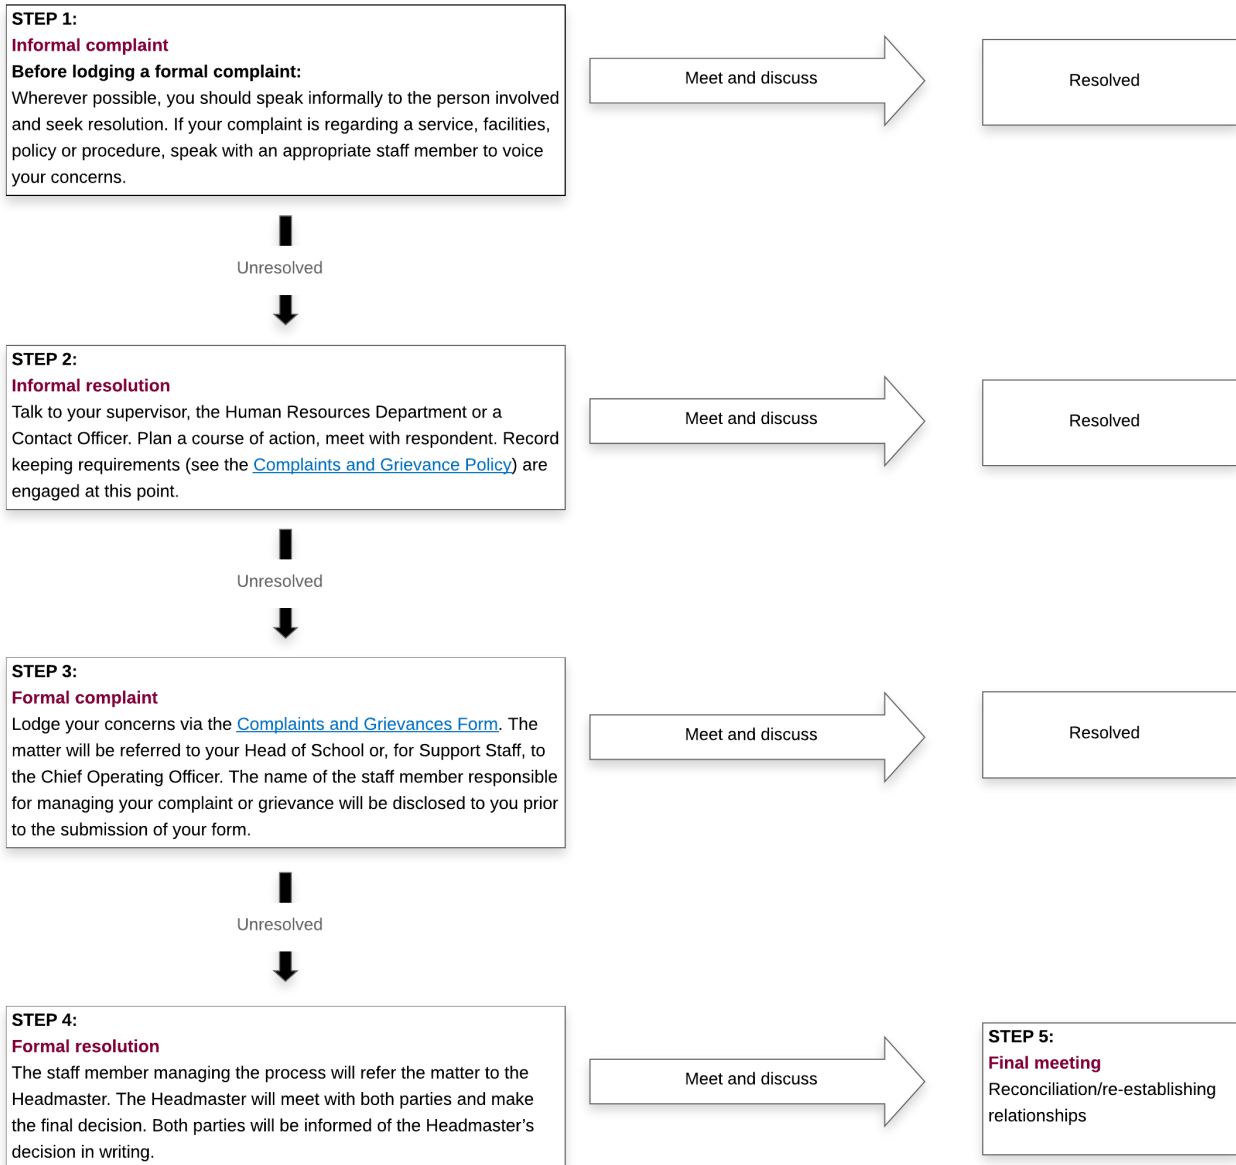 STEP 1:
Informal complaint
Before lodging a formal complaint:
Wherever possible, you should speak informally to the person involved
and seek resolution. If your complaint is regarding a service, facilities,
policy or procedure, speak with an appropriate staff member to voice
your concerns.
Meet and discuss
Resolved
Unresolved
STEP 2:
Informal resolution
Talk to your supervisor, the Human Resources Department or a
Contact Officer. Plan a course of action, meet with respondent. Record
keeping requirements (see the Complaints and Grievance Policy) are
engaged at this point.
Meet and discuss
Resolved
Unresolved
STEP 3:
Formal complaint
Lodge your concerns via the Complaints and Grievances Form. The
matter will be referred to your Head of School or, for Support Staff, to
the Chief Operating Officer. The name of the staff member responsible
for managing your complaint or grievance will be disclosed to you prior
to the submission of your form.
Meet and discuss
Resolved
Unresolved
STEP 4:
Formal resolution
The staff member managing the process will refer the matter to the
Headmaster. The Headmaster will meet with both parties and make
the final decision. Both parties will be informed of the Headmaster’s
decision in writing.
Meet and discuss
STEP 5:
Final meeting
Reconciliation/re-establishing
relationships